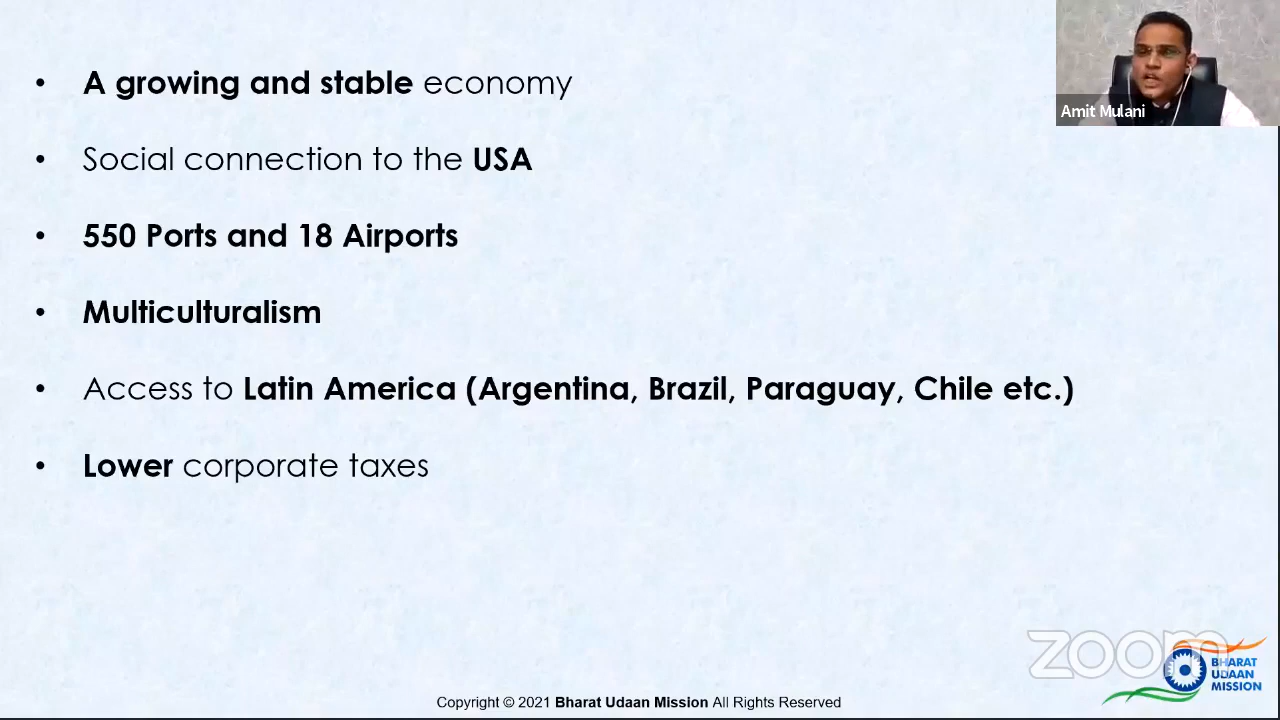 • A growing and stable economy
• Social connection to the USA
• 550 Ports and 18 Airports
• Multiculturalism
• Access to Latin America (Argentina, Brazil, Paraguay, Chile etc.)
• Lower corporate taxes
Amit Mulani
zoom
BHARAT
UDAAN
MISSION
Copyright © 2021 Bharat Udaan Mission All Rights Reserved